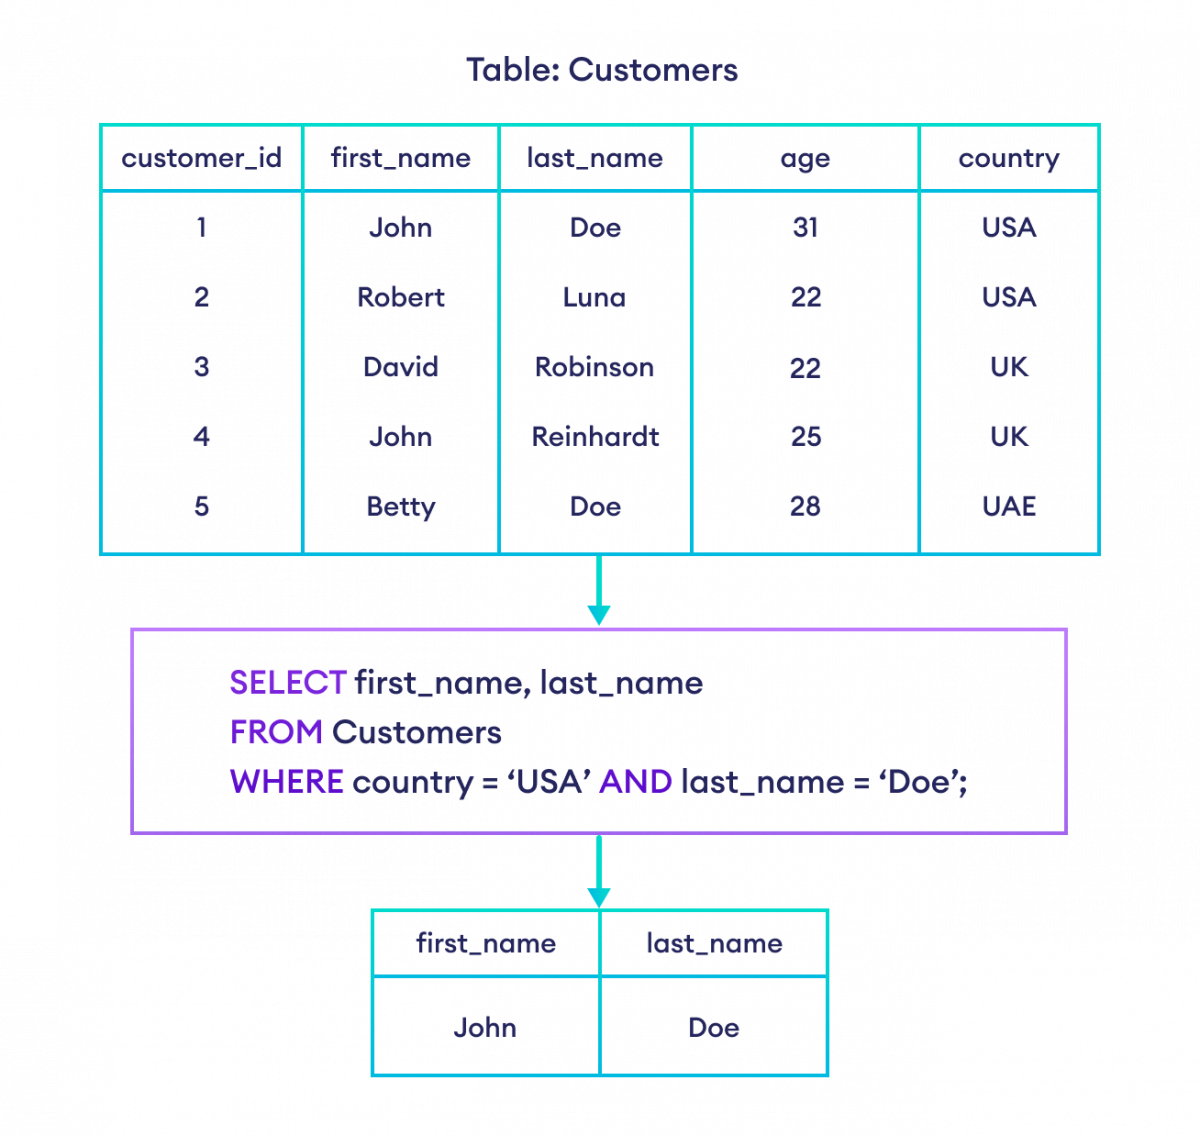 Table: Customers
customer_id first_name last_name age country
1 John Doe 31 USA
2 Robert Luna 22 USA
3 David Robinson 22 UK
4 John Reinhardt 25 UK
5 Betty Doe 28 UAE
SELECT first_name, last_name
FROM Customers
WHERE country = ‘USA’ AND last_name = ‘Doe’;
first_name last_name
John Doe